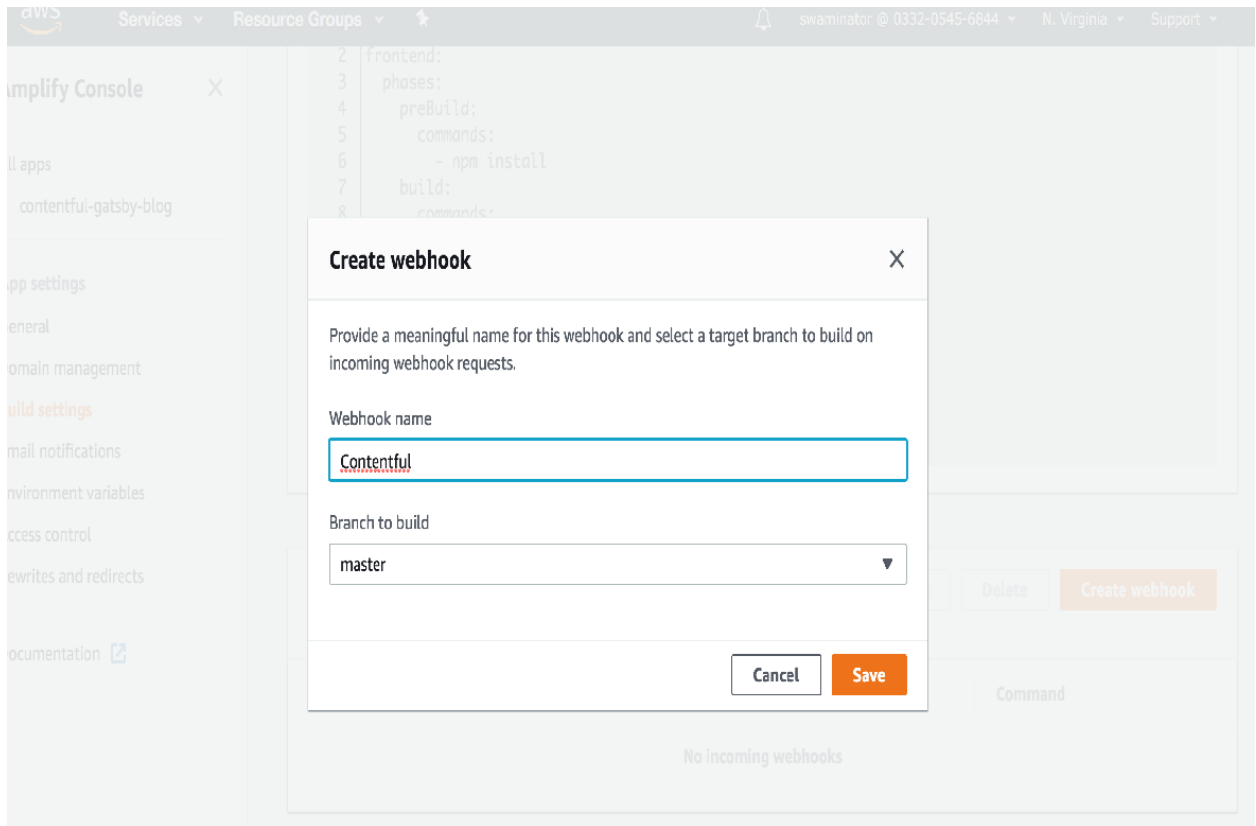 aws
Services
Resource Groups
swaminator @ 0332-0545-6844
N. Virginia
Support
Amplify Console
X
ll apps
contentful-gatsby-blog
App settings
eneral
omain management
uild settings
mail notifications
nvironment variables
ccess control
ewrites and redirects
ocumentation
2 frontend:
3 phases:
4 preBuild:
5 commands:
6 - npm install
7 build:
8 commands:
Create webhook
X
Provide a meaningful name for this webhook and select a target branch to build on
incoming webhook requests.
Webhook name
Contentful
Branch to build
master
Cancel
Save
Delete
Create webhook
Command
No incoming webhooks